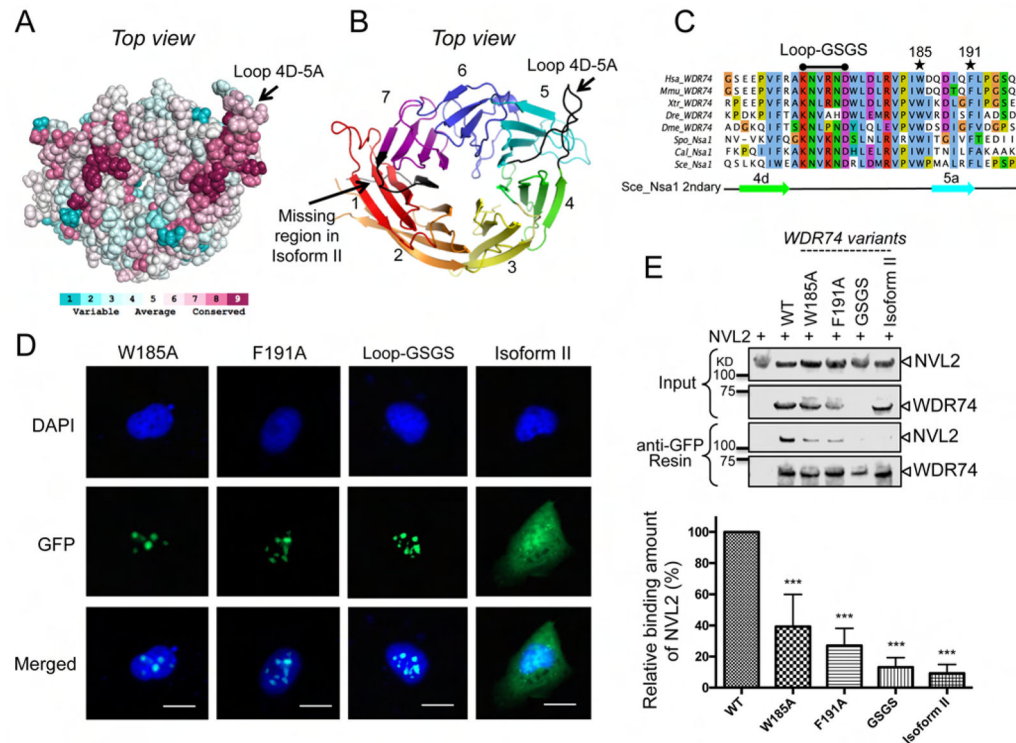 A
Top view
Loop 4D-5A
1 2 3 4 5 6 7 8 9
Variable Average Conserved
B
Top view
Loop 4D-5A
6
5
7
4
1
2
3
Missing
region in
Isoform II
C
Loop-GSGS 185 191
Hsa_WDR74 GSEEPVFRAKNVRNDWLDLRVPIWDQDIQFLPGSQ
Mmu_WDR74 GSEEPVFRAKNVRNDWLDLRVPIWDQDTQFLPGSQ
Xtr_WDR74 RPEEPVFRAKNLRNDWLDLRVPVWVRDLGFIPGSE
Dre_WDR74
Dme_WDR74
Spo_Nsa1
Cal_Nsa1
Sce_Nsa1
Sce_Nsa1 2ndary 4d 5a
D
W185A F191A Loop-GSGS Isoform II
DAPI
GFP
Merged
E
WDR74 variants
NVL2 + + + + + +
WT W185A F191A GSGS Isoform II
KD
Input
100
75
NVL2
WDR74
anti-GFP
Resin
100
75
NVL2
WDR74
Relative binding amount
of NVL2 (%)
100
80
60
40
20
0
*** *** *** ***
WT W185A F191A GSGS Isoform II